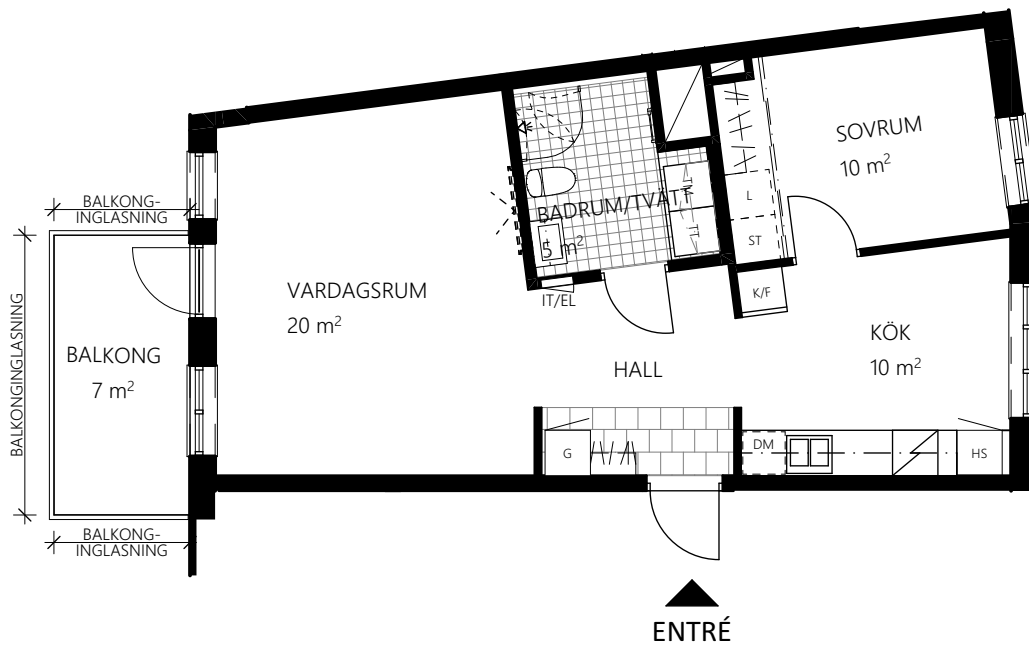 SOVRUM
10 m²
BALKONG-
INGLASNING
L
TM
BADRUM/TVÄTT
5 m²
TT
ST
IT/EL
K/F
VARDAGSRUM
20 m²
KÖK
10 m²
BALKONG
7 m²
BALKONGINGLASNING
HALL
G
DM
HS
BALKONG-
INGLASNING
ENTRÉ